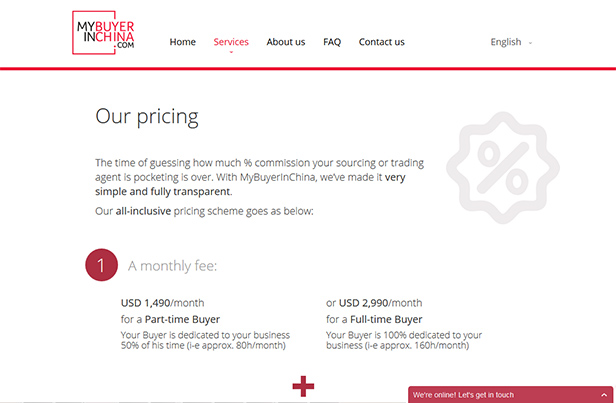 MYBUYER
INCHINA
.COM
Home Services About us FAQ Contact us English
Our pricing
The time of guessing how much % commission your sourcing or trading
agent is pocketing is over. With MyBuyerInChina, we've made it very
simple and fully transparent.
Our all-inclusive pricing scheme goes as below:
1 A monthly fee:
USD 1,490/month
for a Part-time Buyer
Your Buyer is dedicated to your business
50% of his time (i-e approx. 80h/month)
or USD 2,990/month
for a Full-time Buyer
Your Buyer is 100% dedicated to your
business (i-e approx. 160h/month)
+
We're online! Let's get in touch